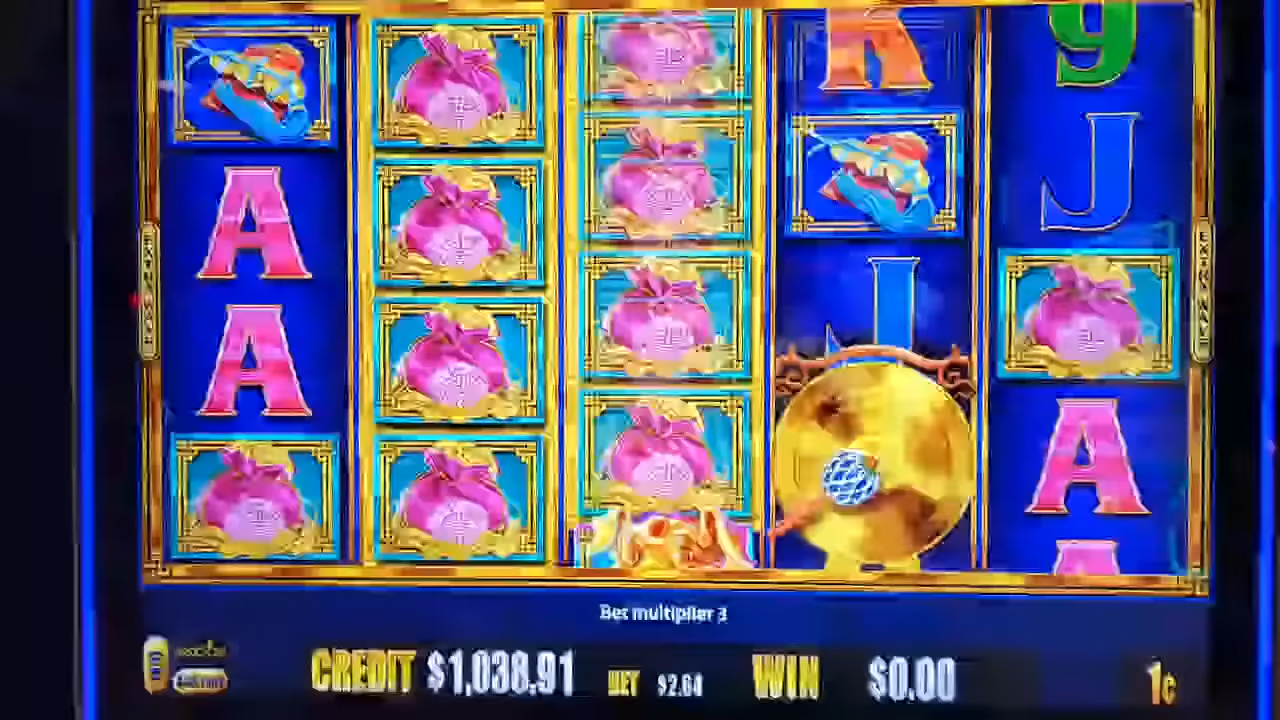 K
9
A
J
J
A
A
A
Bet multiplier 3
CREDIT $1,038.91 BET $2.64 WIN $0.00 1¢